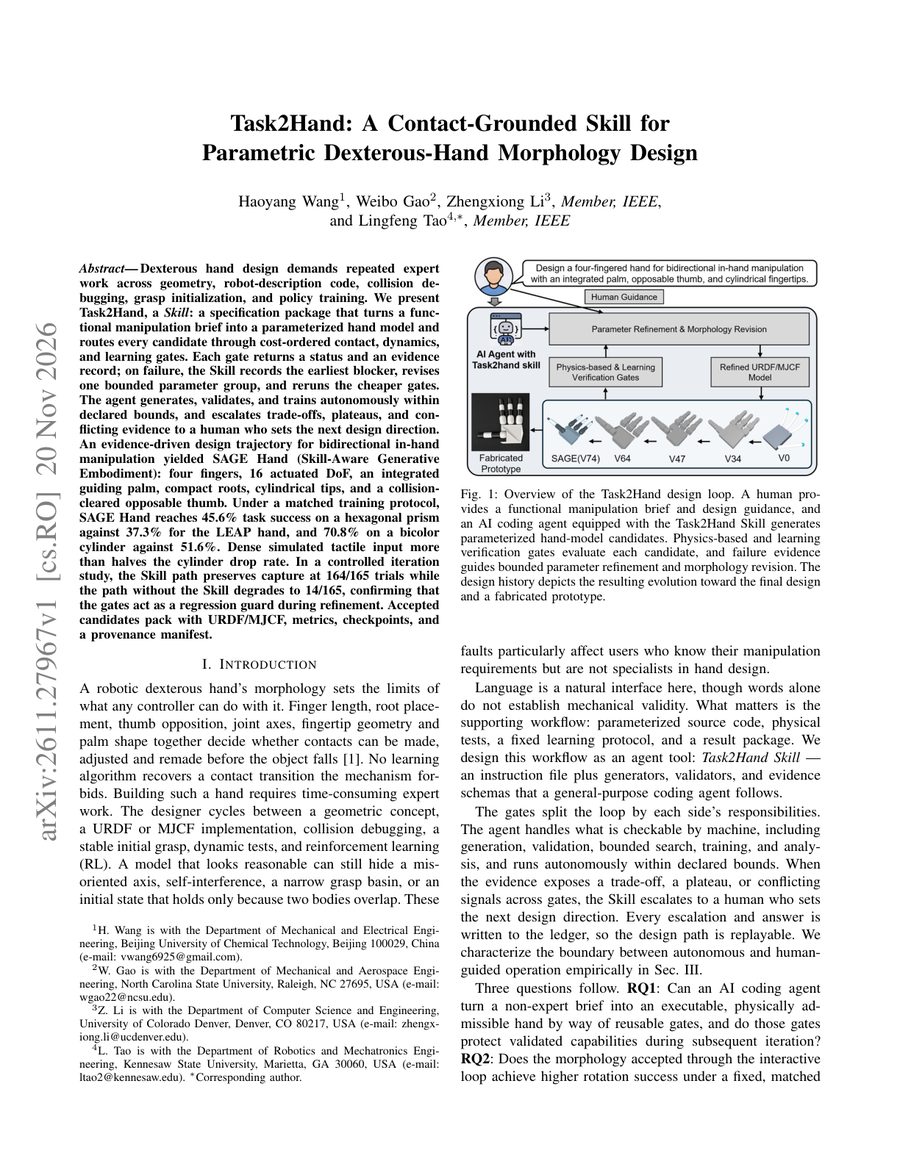 Task2Hand: A Contact-Grounded Skill for
Parametric Dexterous-Hand Morphology Design
Haoyang Wang1, Weibo Gao2, Zhengxiong Li3, Member, IEEE,
and Lingfeng Tao4,∗, Member, IEEE
arXiv:2611.27967v1 [cs.RO] 20 Nov 2026
Abstract— Dexterous hand design demands repeated expert
work across geometry, robot-description code, collision de-
bugging, grasp initialization, and policy training. We present
Task2Hand, a Skill: a specification package that turns a func-
tional manipulation brief into a parameterized hand model and
routes every candidate through cost-ordered contact, dynamics,
and learning gates. Each gate returns a status and an evidence
record; on failure, the Skill records the earliest blocker, revises
one bounded parameter group, and reruns the cheaper gates.
The agent generates, validates, and trains autonomously within
declared bounds, and escalates trade-offs, plateaus, and con-
flicting evidence to a human who sets the next design direction.
An evidence-driven design trajectory for bidirectional in-hand
manipulation yielded SAGE Hand (Skill-Aware Generative
Embodiment): four fingers, 16 actuated DoF, an integrated
guiding palm, compact roots, cylindrical tips, and a collision-
cleared opposable thumb. Under a matched training protocol,
SAGE Hand reaches 45.6% task success on a hexagonal prism
against 37.3% for the LEAP hand, and 70.8% on a bicolor
cylinder against 51.6%. Dense simulated tactile input more
than halves the cylinder drop rate. In a controlled iteration
study, the Skill path preserves capture at 164/165 trials while
the path without the Skill degrades to 14/165, confirming that
the gates act as a regression guard during refinement. Accepted
candidates pack with URDF/MJCF, metrics, checkpoints, and
a provenance manifest.
I. INTRODUCTION
A robotic dexterous hand's morphology sets the limits of
what any controller can do with it. Finger length, root place-
ment, thumb opposition, joint axes, fingertip geometry and
palm shape together decide whether contacts can be made,
adjusted and remade before the object falls [1]. No learning
algorithm recovers a contact transition the mechanism for-
bids. Building such a hand requires time-consuming expert
work. The designer cycles between a geometric concept,
a URDF or MJCF implementation, collision debugging, a
stable initial grasp, dynamic tests, and reinforcement learning
(RL). A model that looks reasonable can still hide a mis-
oriented axis, self-interference, a narrow grasp basin, or an
initial state that holds only because two bodies overlap. These
1H. Wang is with the Department of Mechanical and Electrical Engi-
neering, Beijing University of Chemical Technology, Beijing 100029, China
(e-mail: vwang6925@gmail.com).
2W. Gao is with the Department of Mechanical and Aerospace Engi-
neering, North Carolina State University, Raleigh, NC 27695, USA (e-mail:
wgao22@ncsu.edu).
3Z. Li is with the Department of Computer Science and Engineering,
University of Colorado Denver, Denver, CO 80217, USA (e-mail: zhengx-
iong.li@ucdenver.edu).
4L. Tao is with the Department of Robotics and Mechatronics Engi-
neering, Kennesaw State University, Marietta, GA 30060, USA (e-mail:
ltao2@kennesaw.edu). ∗Corresponding author.
Design a four-fingered hand for bidirectional in-hand manipulation
with an integrated palm, opposable thumb, and cylindrical fingertips.
Human Guidance
Parameter Refinement & Morphology Revision
AI
AI Agent with
Task2hand skill
Physics-based & Learning
Verification Gates
Refined URDF/MJCF
Model
Fabricated
Prototype
SAGE(V74)
V64
V47
V34
V0
Fig. 1: Overview of the Task2Hand design loop. A human pro-
vides a functional manipulation brief and design guidance, and
an AI coding agent equipped with the Task2Hand Skill generates
parameterized hand-model candidates. Physics-based and learning
verification gates evaluate each candidate, and failure evidence
guides bounded parameter refinement and morphology revision. The
design history depicts the resulting evolution toward the final design
and a fabricated prototype.
faults particularly affect users who know their manipulation
requirements but are not specialists in hand design.
Language is a natural interface here, though words alone
do not establish mechanical validity. What matters is the
supporting workflow: parameterized source code, physical
tests, a fixed learning protocol, and a result package. We
design this workflow as an agent tool: Task2Hand Skill —
an instruction file plus generators, validators, and evidence
schemas that a general-purpose coding agent follows.
The gates split the loop by each side's responsibilities.
The agent handles what is checkable by machine, including
generation, validation, bounded search, training, and analy-
sis, and runs autonomously within declared bounds. When
the evidence exposes a trade-off, a plateau, or conflicting
signals across gates, the Skill escalates to a human who sets
the next design direction. Every escalation and answer is
written to the ledger, so the design path is replayable. We
characterize the boundary between autonomous and human-
guided operation empirically in Sec. III.
Three questions follow. RQ1: Can an AI coding agent
turn a non-expert brief into an executable, physically ad-
missible hand by way of reusable gates, and do those gates
protect validated capabilities during subsequent iteration?
RQ2: Does the morphology accepted through the interactive
loop achieve higher rotation success under a fixed, matched